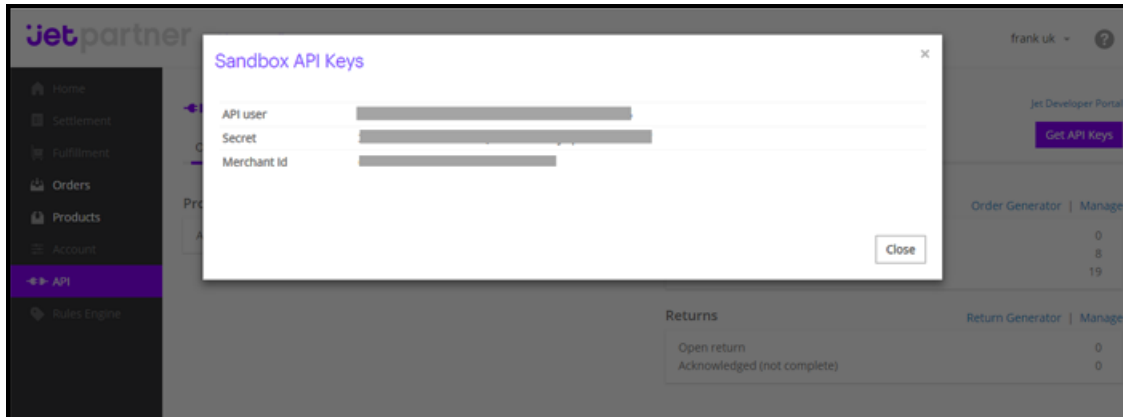 jetpartner
frank uk
Sandbox API Keys
×
API user
Secret
Merchant Id
Close
Home
Settlement
Fulfillment
Orders
Products
Account
API
Rules Engine
Jet Developer Portal
Get API Keys
Order Generator | Manage
0
8
19
Returns
Return Generator | Manage
Open return 0
Acknowledged (not complete) 0